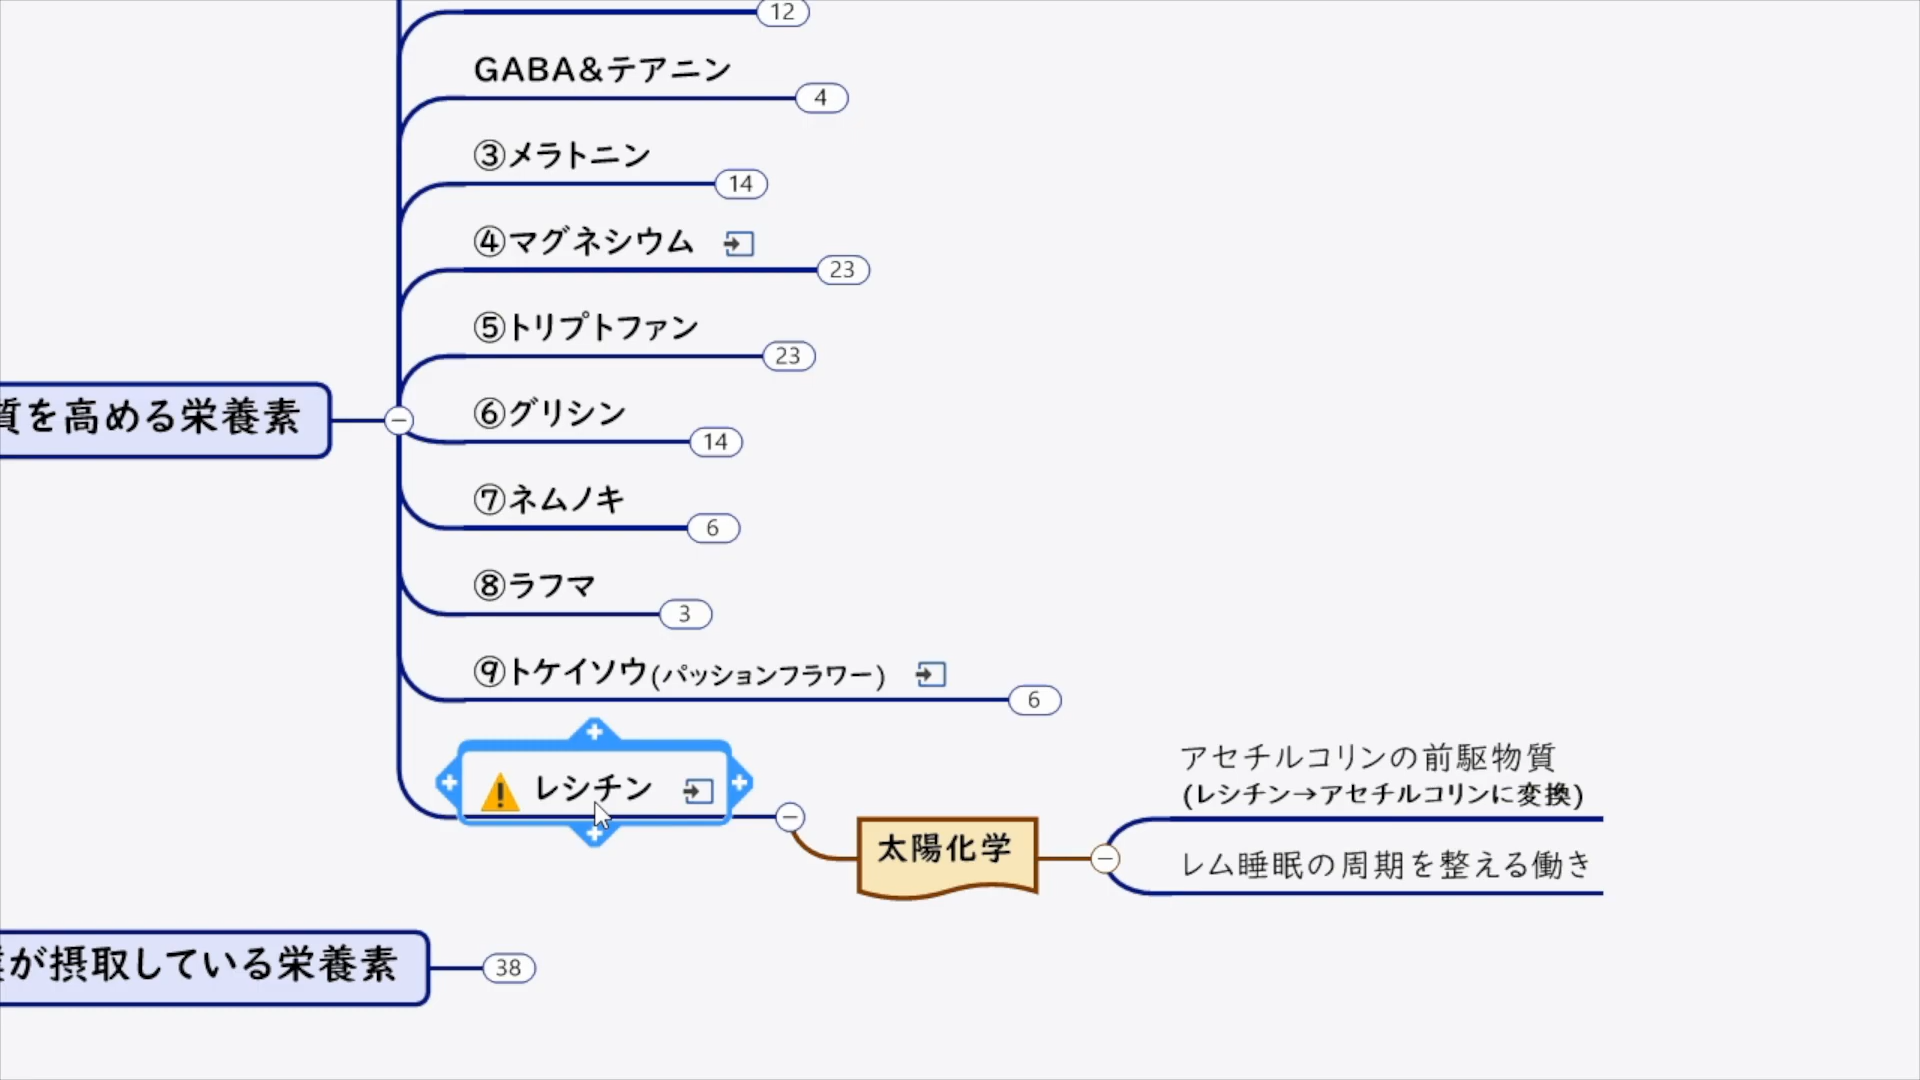 12
GABA&テアニン
4
③メラトニン
14
④マグネシウム
23
⑤トリプトファン
23
質を高める栄養素
⑥グリシン
14
⑦ネムノキ
6
⑧ラフマ
3
⑨トケイソウ(パッションフラワー)
6
レシチン
太陽化学
アセチルコリンの前駆物質
(レシチン→アセチルコリンに変換)
レム睡眠の周期を整える働き
が摂取している栄養素
38